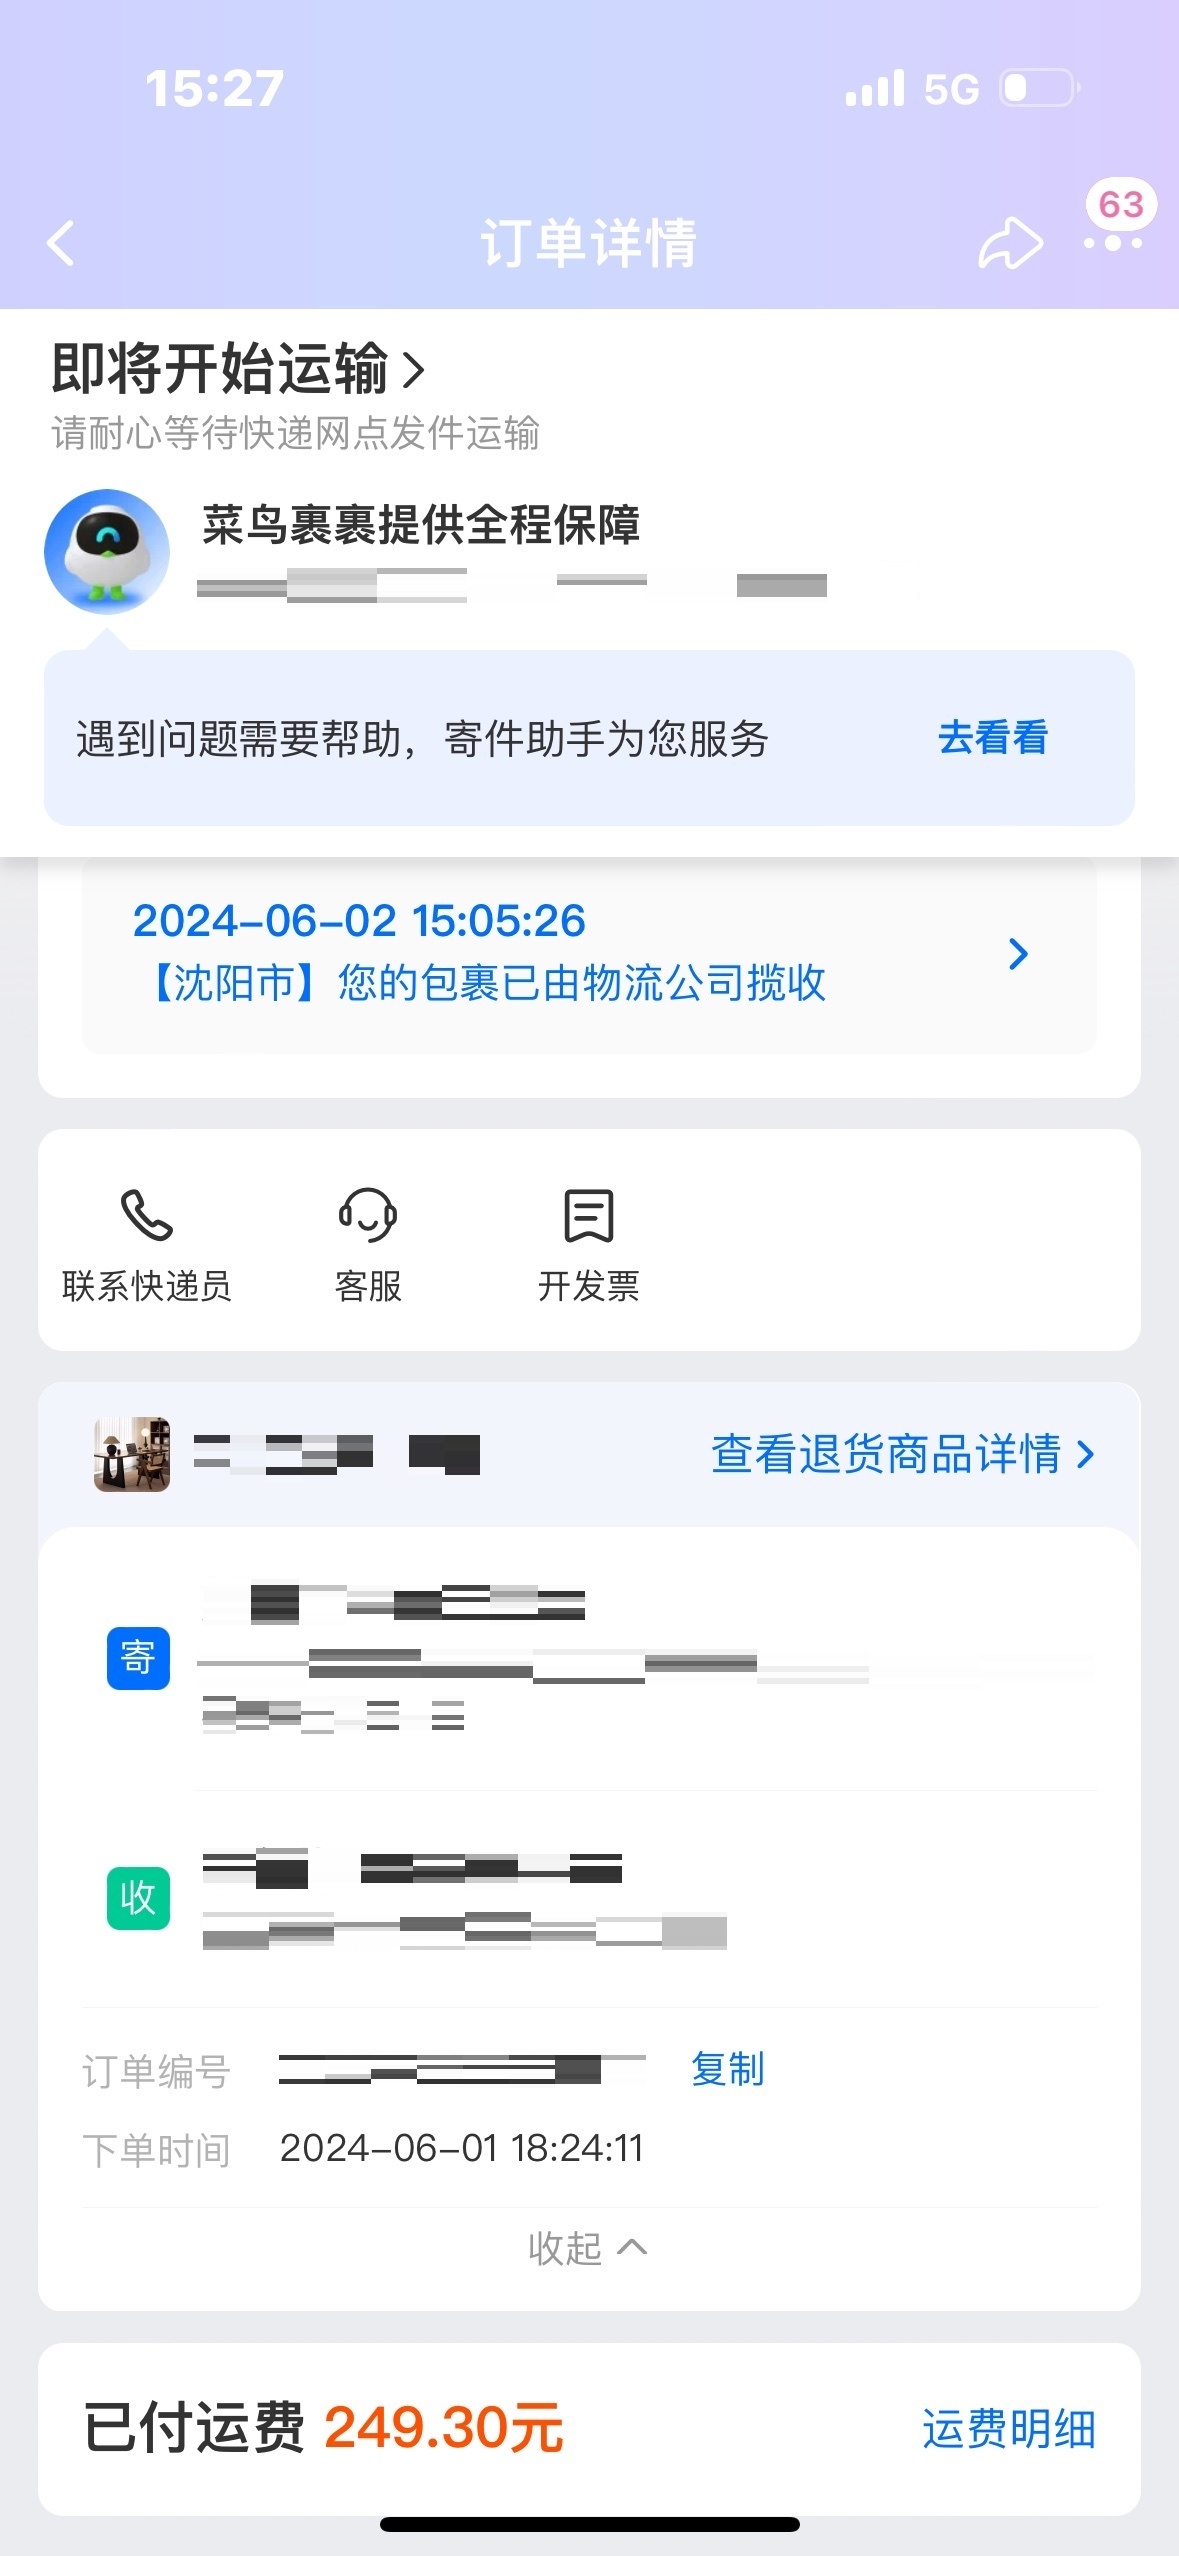 15:27
5G
63
订单详情
即将开始运输
请耐心等待快递网点发件运输
菜鸟裹裹提供全程保障
遇到问题需要帮助，寄件助手为您服务 去看看
2024-06-02 15:05:26
【沈阳市】您的包裹已由物流公司揽收
联系快递员 客服 开发票
查看退货商品详情
寄
收
订单编号 复制
下单时间 2024-06-01 18:24:11
收起
已付运费 249.30元 运费明细